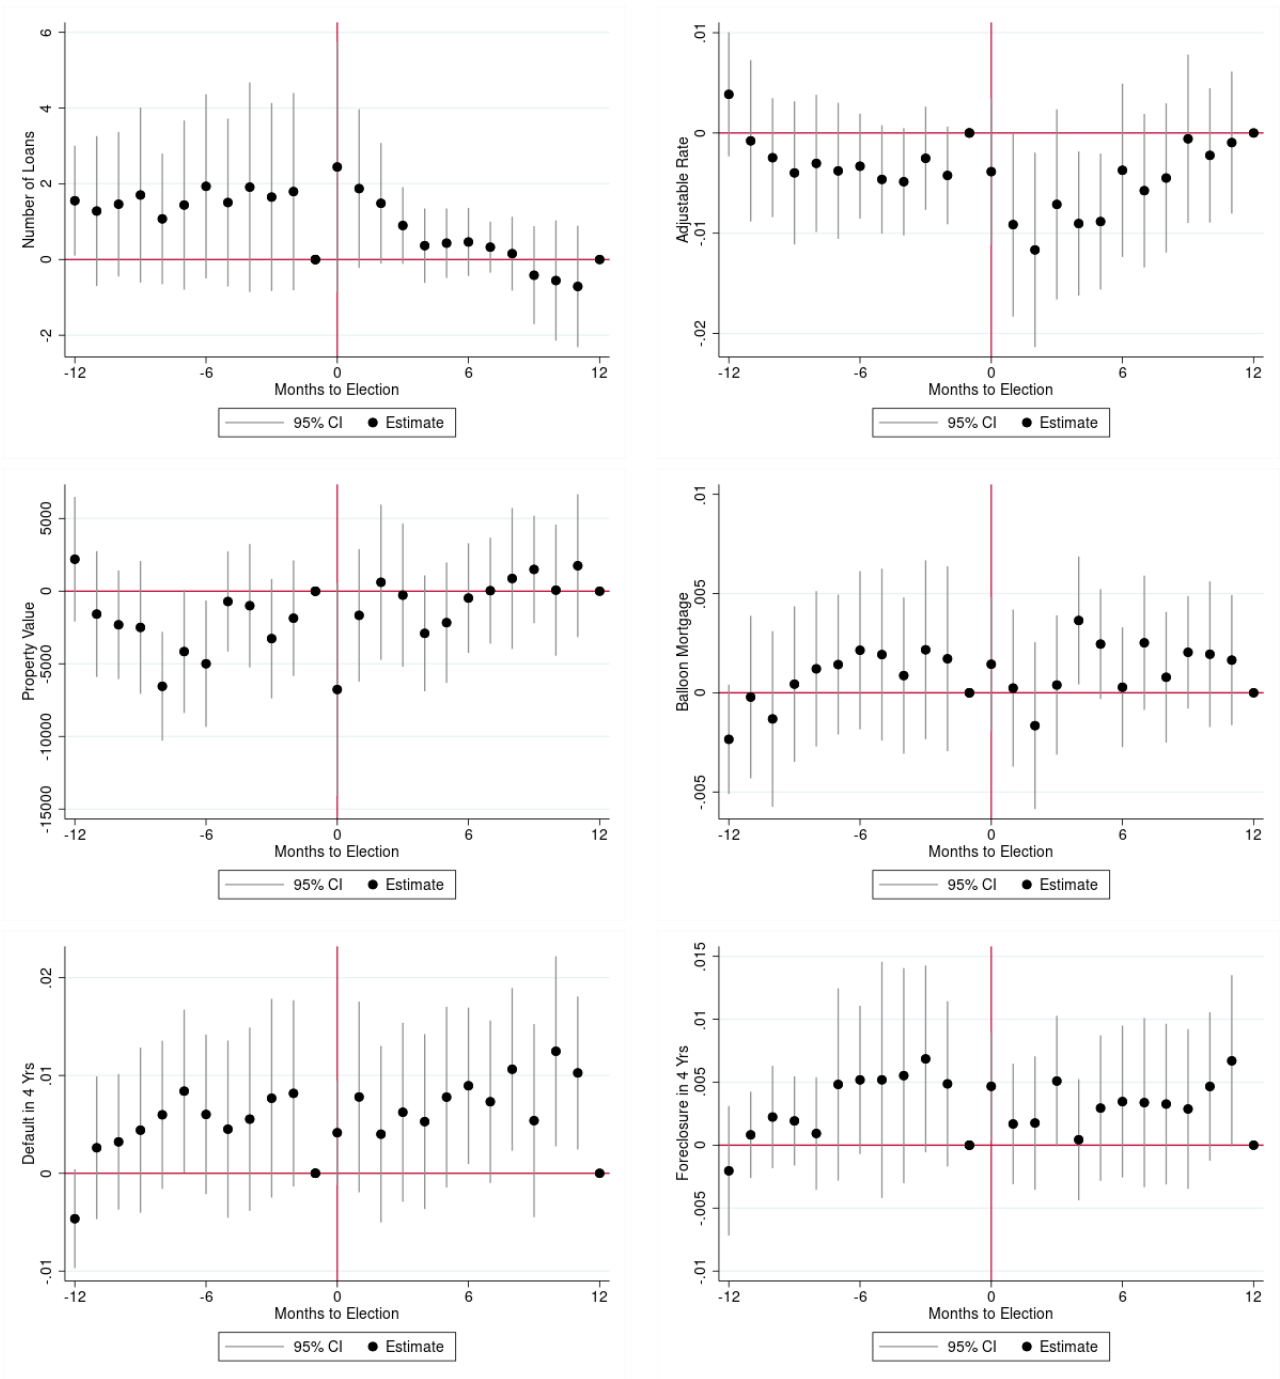 Number of Loans
6
4
2
0
-2
-12 -6 0 6 12
Months to Election
95% CI Estimate
Adjustable Rate
.01
0
-.01
-.02
-12 -6 0 6 12
Months to Election
95% CI Estimate
Property Value
5000
0
-5000
-10000
-15000
-12 -6 0 6 12
Months to Election
95% CI Estimate
Balloon Mortgage
.01
.005
0
-.005
-12 -6 0 6 12
Months to Election
95% CI Estimate
Default in 4 Yrs
.02
.01
0
-.01
-12 -6 0 6 12
Months to Election
95% CI Estimate
Foreclosure in 4 Yrs
.015
.01
.005
0
-.005
-.01
-12 -6 0 6 12
Months to Election
95% CI Estimate